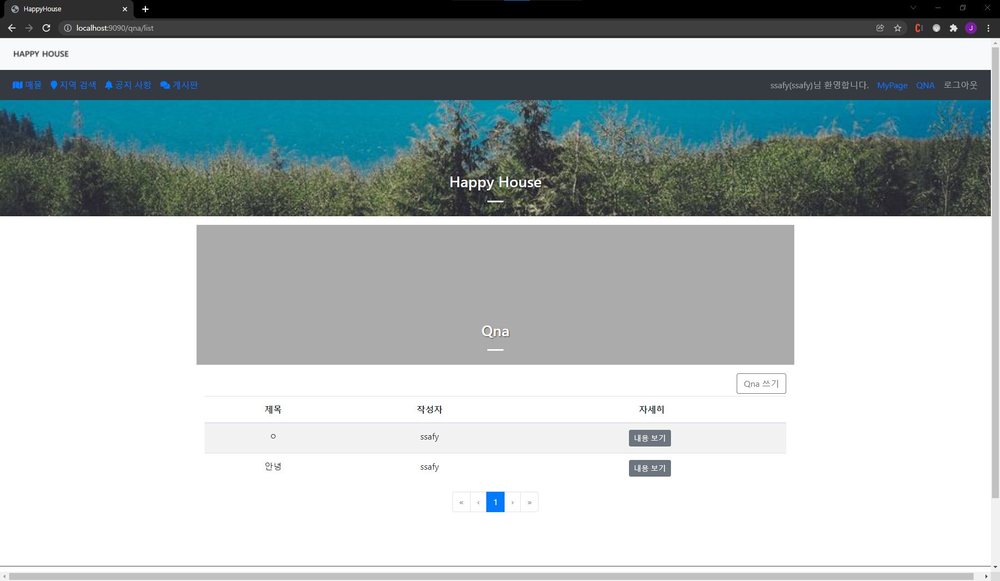 HappyHouse
localhost:9090/qna/list
J
HAPPY HOUSE
매물 지역 검색 공지 사항 게시판 ssafy(ssafy)님 환영합니다. MyPage QNA 로그아웃
Happy House
Qna
Qna 쓰기
제목 작성자 자세히
ㅇ ssafy 내용 보기
안녕 ssafy 내용 보기
« ‹ 1 › »